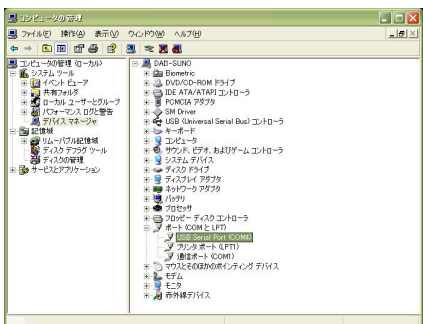 コンピュータの管理
ファイル(F) 操作(A) 表示(V) ウィンドウ(W) ヘルプ(H)
コンピュータの管理 (ローカル)
システム ツール
イベント ビューア
共有フォルダ
ローカル ユーザーとグループ
パフォーマンス ログと警告
デバイス マネージャ
記憶域
リムーバブル記憶域
ディスク デフラグ ツール
ディスクの管理
サービスとアプリケーション
DAI1-SUNO
Biometric
DVD/CD-ROM ドライブ
IDE ATA/ATAPI コントローラ
PCMCIA アダプタ
SM Driver
USB (Universal Serial Bus) コントローラ
キーボード
コンピュータ
サウンド、ビデオ、およびゲーム コントローラ
システム デバイス
ディスク ドライブ
ディスプレイ アダプタ
ネットワーク アダプタ
バッテリ
プロセッサ
フロッピー ディスク コントローラ
ポート (COM と LPT)
USB Serial Port (COM4)
プリンタ ポート (LPT1)
通信ポート (COM1)
マウスとそのほかのポインティング デバイス
モデム
モニタ
赤外線デバイス